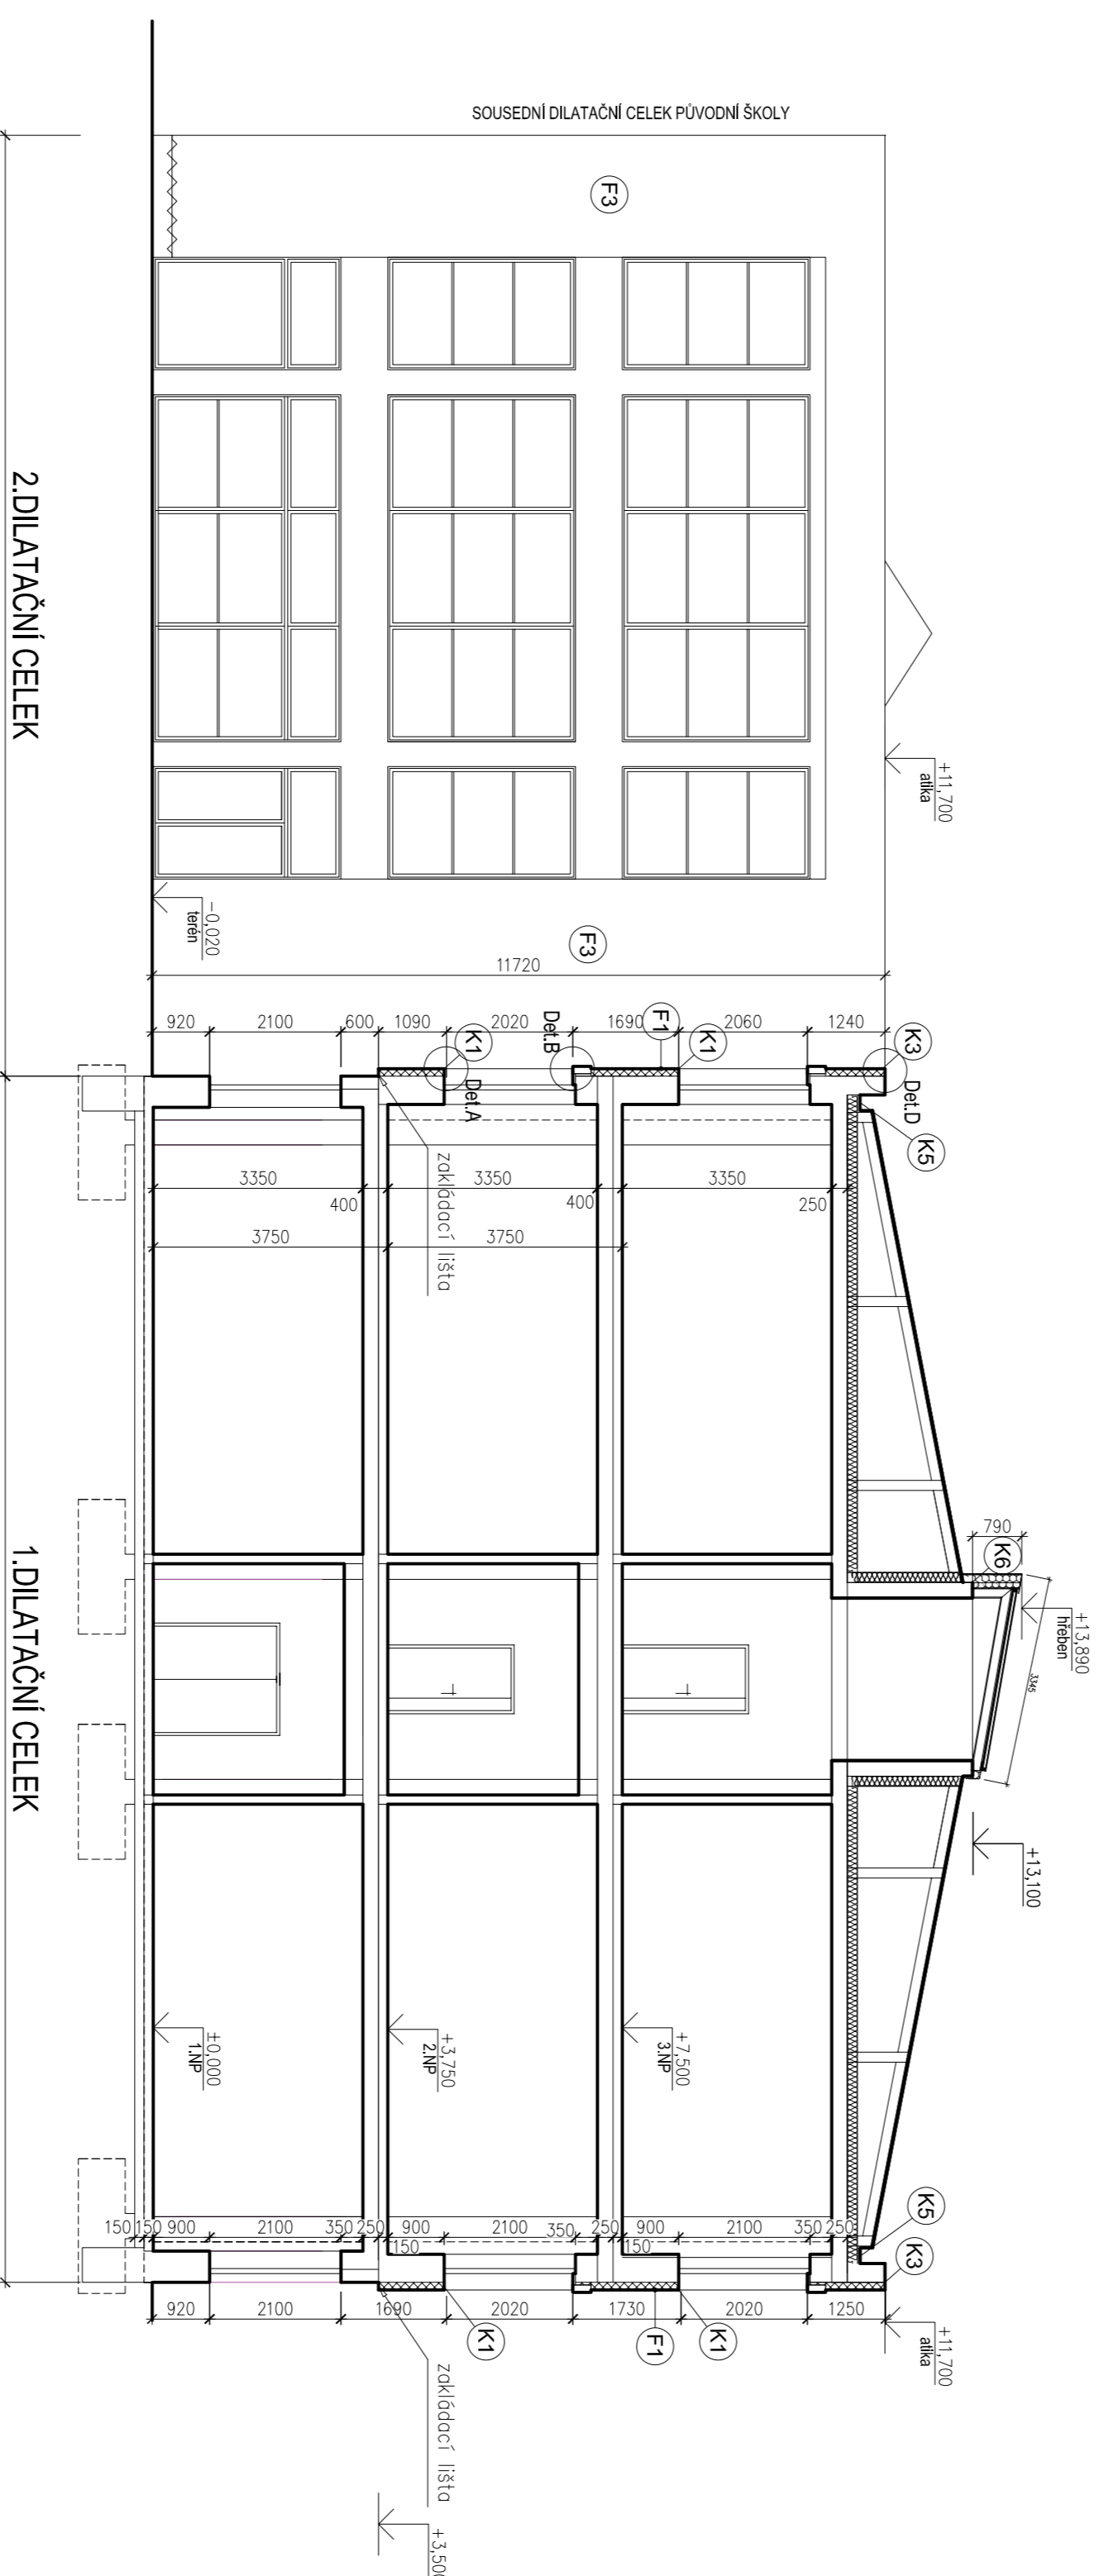 SOUSEDNÍ DILATAČNÍ CELEK PŮVODNÍ ŠKOLY
F3
+11,700
atika
-0,020
terén
F3
11720
920
2100
600
1090
2020
1690
2060
1240
K1
Det.A
Det.B
F1
K1
K3
Det.D
K5
zakládací lišta
3350
400
3350
400
3350
250
3750
3750
790
K6
+13,890
hřeben
3345
+13,100
±0,000
1.NP
+3,750
2.NP
+7,500
3.NP
150
150
900
2100
350
250
900
150
2100
350
250
900
150
2100
350
250
K5
K3
920
2100
1690
2020
1730
2020
1250
K1
F1
K1
+11,700
atika
zakládací lišta
2.DILATAČNÍ CELEK
1.DILATAČNÍ CELEK